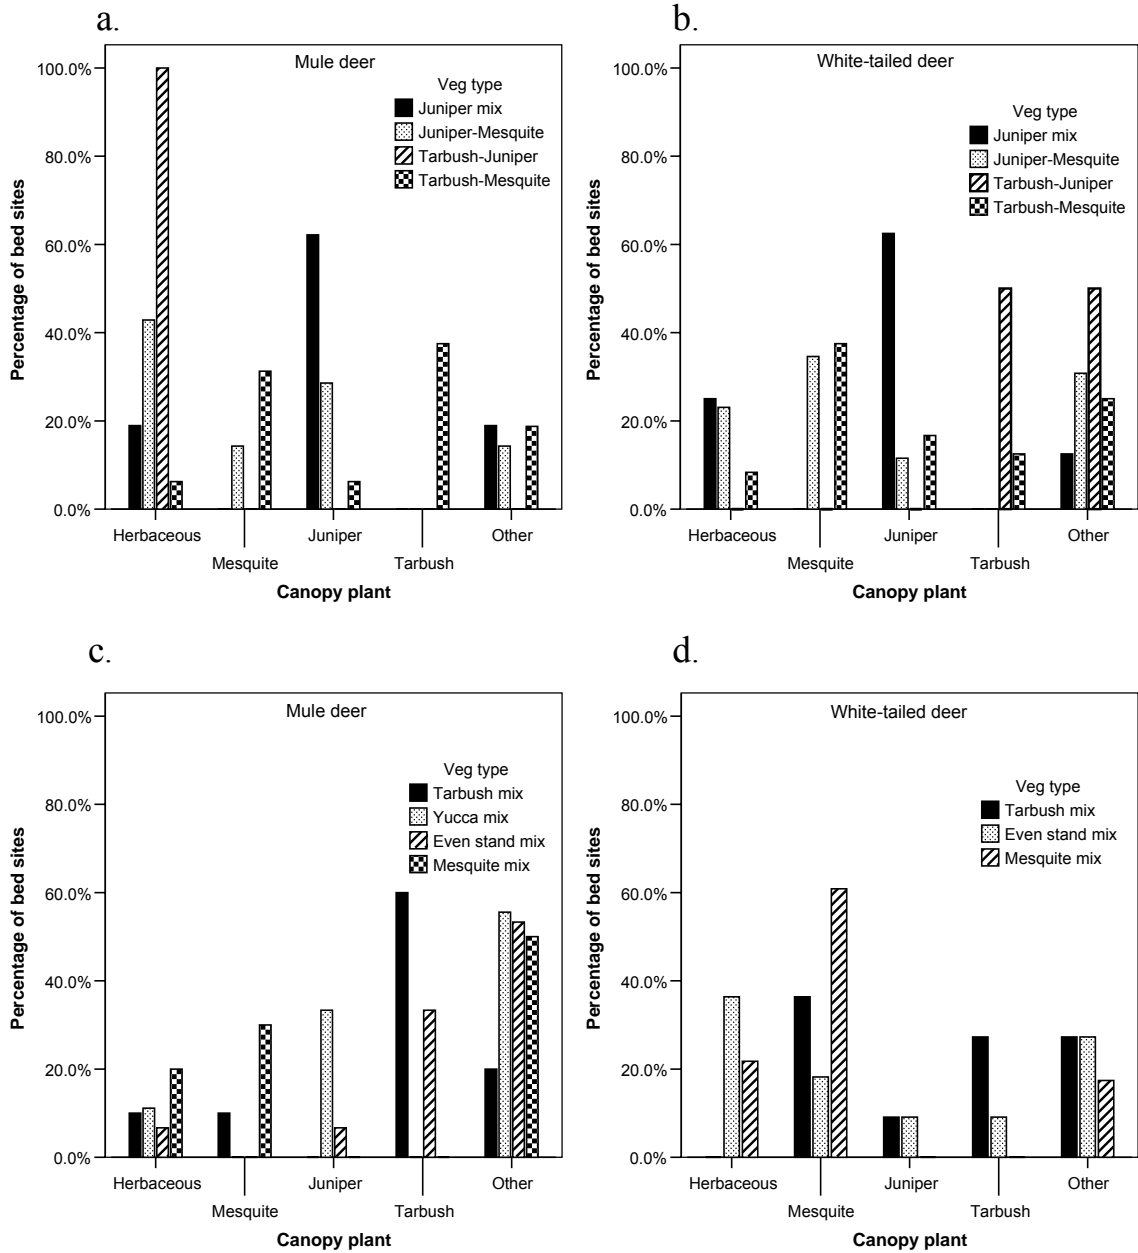 a.
Mule deer
Veg type
Juniper mix
Juniper-Mesquite
Tarbush-Juniper
Tarbush-Mesquite
100.0%
80.0%
60.0%
40.0%
20.0%
0.0%
Percentage of bed sites
Herbaceous
Mesquite
Juniper
Tarbush
Other
Canopy plant
b.
White-tailed deer
Veg type
Juniper mix
Juniper-Mesquite
Tarbush-Juniper
Tarbush-Mesquite
100.0%
80.0%
60.0%
40.0%
20.0%
0.0%
Percentage of bed sites
Herbaceous
Mesquite
Juniper
Tarbush
Other
Canopy plant
c.
Mule deer
Veg type
Tarbush mix
Yucca mix
Even stand mix
Mesquite mix
100.0%
80.0%
60.0%
40.0%
20.0%
0.0%
Percentage of bed sites
Herbaceous
Mesquite
Juniper
Tarbush
Other
Canopy plant
d.
White-tailed deer
Veg type
Tarbush mix
Even stand mix
Mesquite mix
100.0%
80.0%
60.0%
40.0%
20.0%
0.0%
Percentage of bed sites
Herbaceous
Mesquite
Juniper
Tarbush
Other
Canopy plant